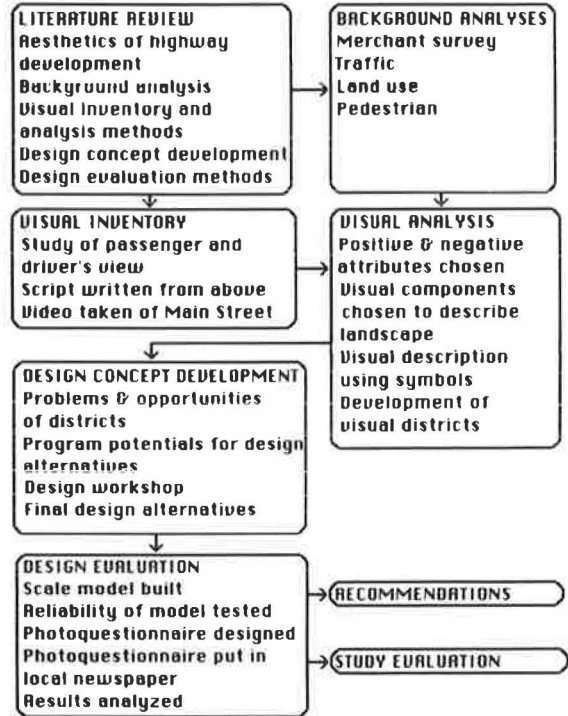 LITERATURE REVIEW
Aesthetics of highway
development
Background analysis
Visual Inventory and
analysis methods
Design concept development
Design evaluation methods
BACKGROUND ANALYSES
Merchant survey
Traffic
Land use
Pedestrian
VISUAL INVENTORY
Study of passenger and
driver's view
Script written from above
Video taken of Main Street
VISUAL ANALYSIS
Positive & negative
attributes chosen
Visual components
chosen to describe
landscape
Visual description
using symbols
Development of
visual districts
DESIGN CONCEPT DEVELOPMENT
Problems & opportunities
of districts
Program potentials for design
alternatives
Design workshop
Final design alternatives
DESIGN EVALUATION
Scale model built
Reliability of model tested
Photoquestionnaire designed
Photoquestionnaire put in
local newspaper
Results analyzed
RECOMMENDATIONS
STUDY EVALUATION